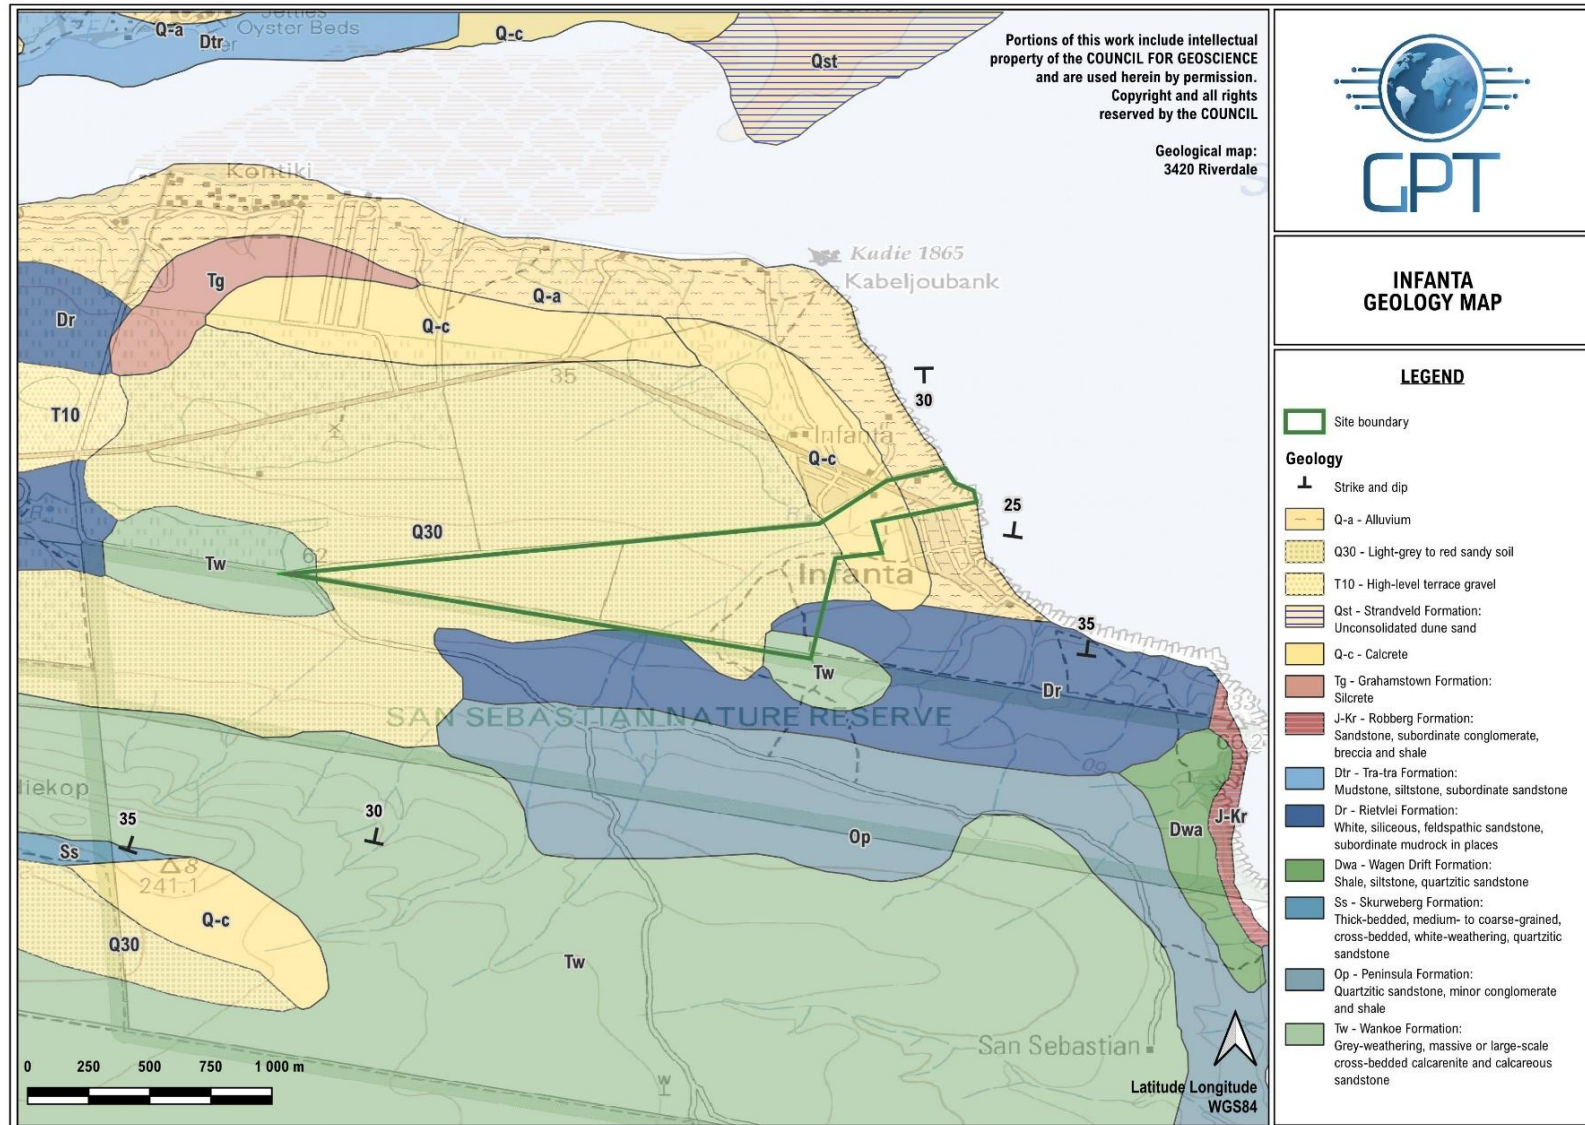 Jetties
Oyster Beds
Q-a
Dtr
Q-c
Qst
Portions of this work include intellectual
property of the COUNCIL FOR GEOSCIENCE
and are used herein by permission.
Copyright and all rights
reserved by the COUNCIL
Geological map:
3420 Riverdale
Kontiki
Kadie 1865
Kabeljoubank
Tg
Q-a
Dr
Q-c
35
30
T10
Infanta
Q-c
25
Q30
Tw
62
Infanta
35
Tw
Dr
SAN SEBASTIAN NATURE RESERVE
133
66.2
60
diekop
35
30
Op
Dwa
J-Kr
Ss
8
241.1
Q-c
Q30
Tw
San Sebastian
W
0 250 500 750 1 000 m
Latitude Longitude
WGS84
GPT
INFANTA
GEOLOGY MAP
LEGEND
Site boundary
Geology
Strike and dip
Q-a - Alluvium
Q30 - Light-grey to red sandy soil
T10 - High-level terrace gravel
Qst - Strandveld Formation:
Unconsolidated dune sand
Q-c - Calcrete
Tg - Grahamstown Formation:
Silcrete
J-Kr - Robberg Formation:
Sandstone, subordinate conglomerate,
breccia and shale
Dtr - Tra-tra Formation:
Mudstone, siltstone, subordinate sandstone
Dr - Rietvlei Formation:
White, siliceous, feldspathic sandstone,
subordinate mudrock in places
Dwa - Wagen Drift Formation:
Shale, siltstone, quartzitic sandstone
Ss - Skurweberg Formation:
Thick-bedded, medium- to coarse-grained,
cross-bedded, white-weathering, quartzitic
sandstone
Op - Peninsula Formation:
Quartzitic sandstone, minor conglomerate
and shale
Tw - Wankoe Formation:
Grey-weathering, massive or large-scale
cross-bedded calcarenite and calcareous
sandstone